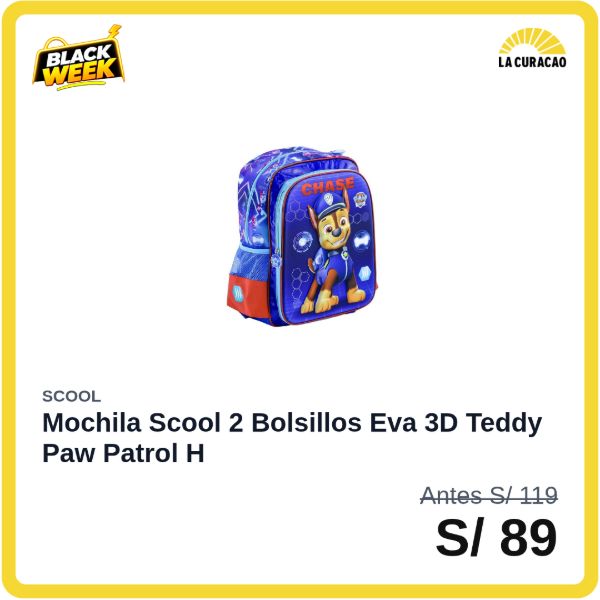 BLACK
WEEK
LA CURACAO
CHASE
SCOOL
Mochila Scool 2 Bolsillos Eva 3D Teddy
Paw Patrol H
Antes S/ 119
S/ 89